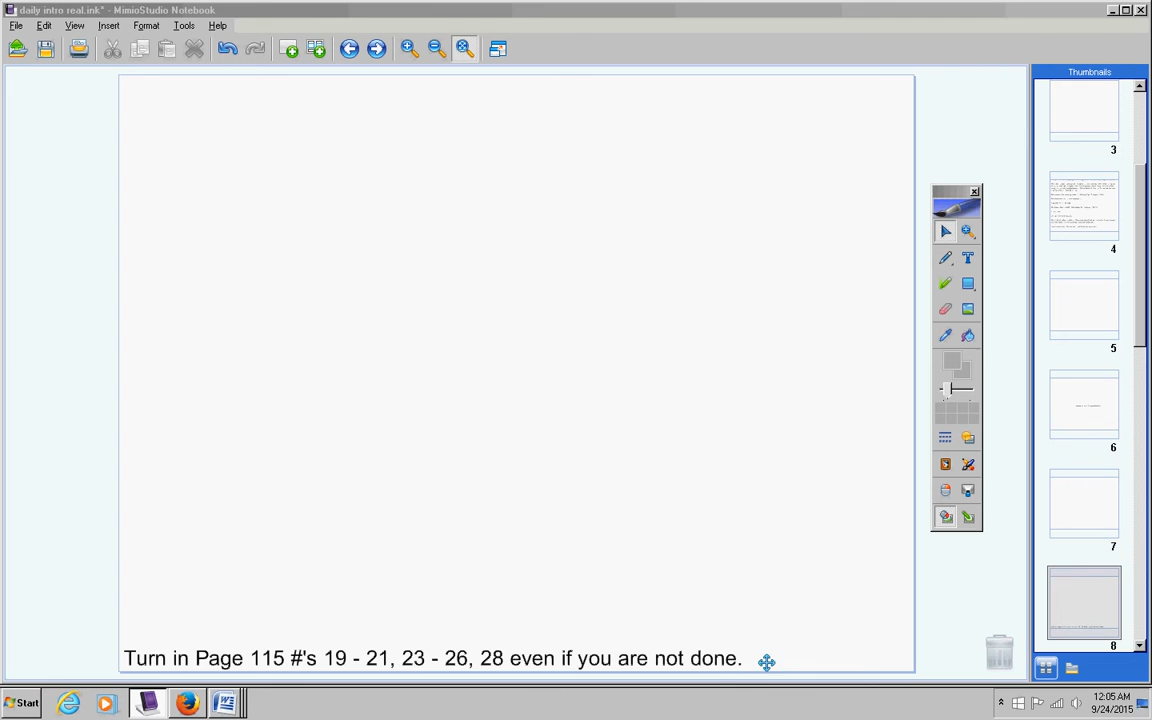 daily intro real.ink* - MimioStudio Notebook
File Edit View Insert Format Tools Help
Thumbnails
3
4
5
6
7
8
Turn in Page 115 #'s 19 - 21, 23 - 26, 28 even if you are not done.
Start
12:05 AM
9/24/2015